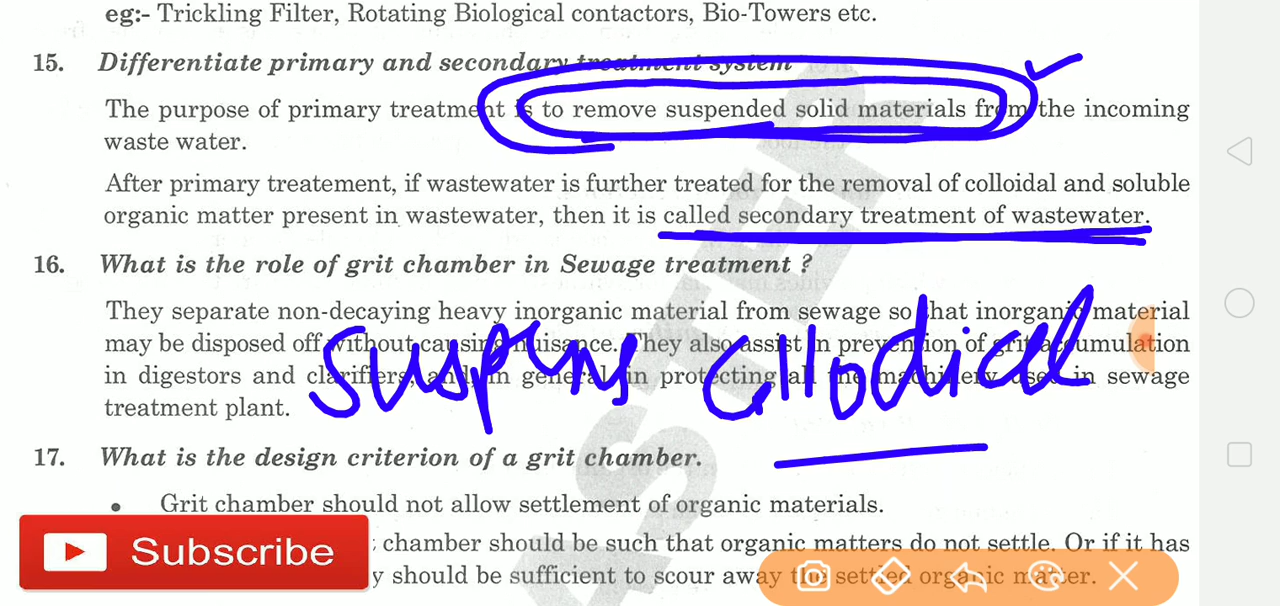 eg:- Trickling Filter, Rotating Biological contactors, Bio-Towers etc.
15. Differentiate primary and secondary treatment system
The purpose of primary treatment is to remove suspended solid materials from the incoming
waste water.
After primary treatement, if wastewater is further treated for the removal of colloidal and soluble
organic matter present in wastewater, then it is called secondary treatment of wastewater.
16. What is the role of grit chamber in Sewage treatment ?
They separate non-decaying heavy inorganic material from sewage so that inorganic material
may be disposed off without causing nuisance. They also assist in prevention of grit accumulation
in digestors and clarifiers, and in general in protecting all the machinery used in sewage
treatment plant.
suspens collodical
17. What is the design criterion of a grit chamber.
• Grit chamber should not allow settlement of organic materials.
chamber should be such that organic matters do not settle. Or if it has
y should be sufficient to scour away the settled organic matter.
Subscribe
ASTER